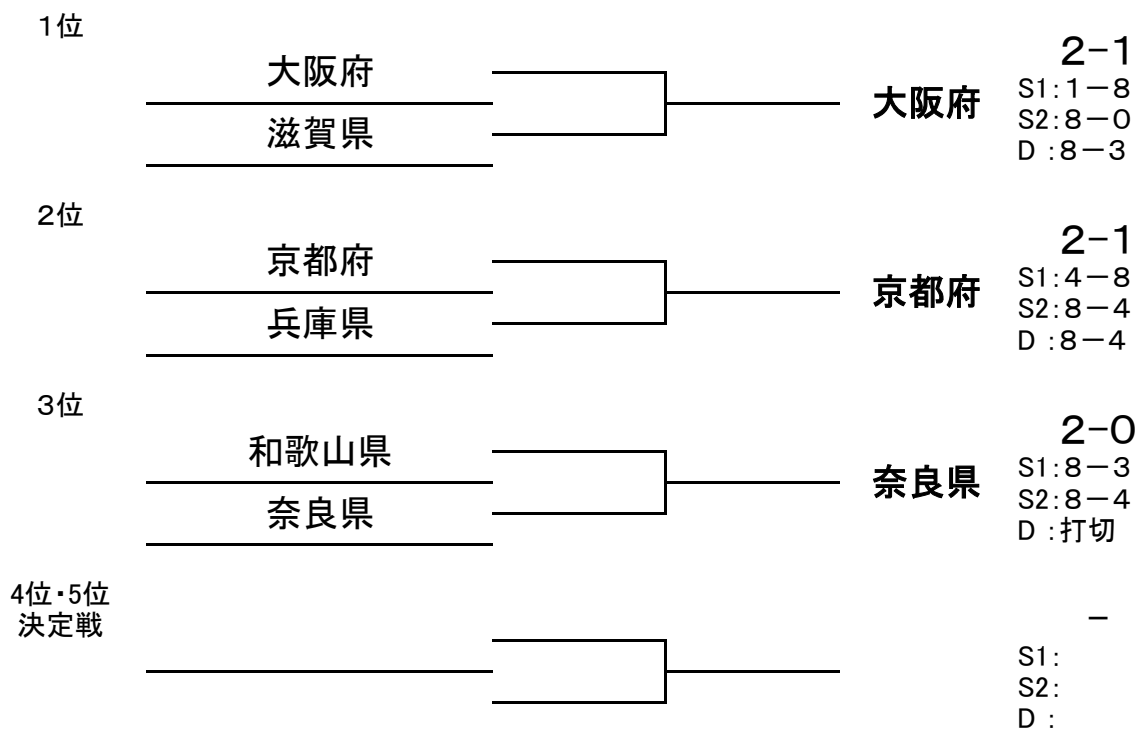 1位
大阪府
滋賀県
大阪府
2-1
S1:1-8
S2:8-0
D :8-3
2位
京都府
兵庫県
京都府
2-1
S1:4-8
S2:8-4
D :8-4
3位
和歌山県
奈良県
奈良県
2-0
S1:8-3
S2:8-4
D :打切
4位・5位
決定戦
-
S1:
S2:
D :